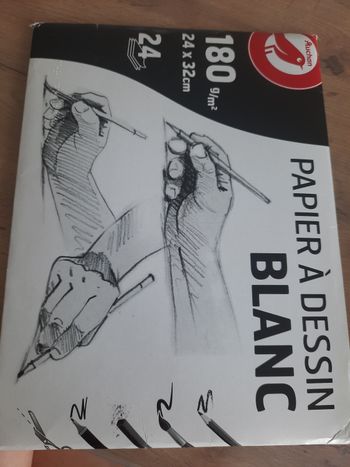 Auchan
180 g/m²
24 x 32cm
24
PAPIER À DESSIN
BLANC